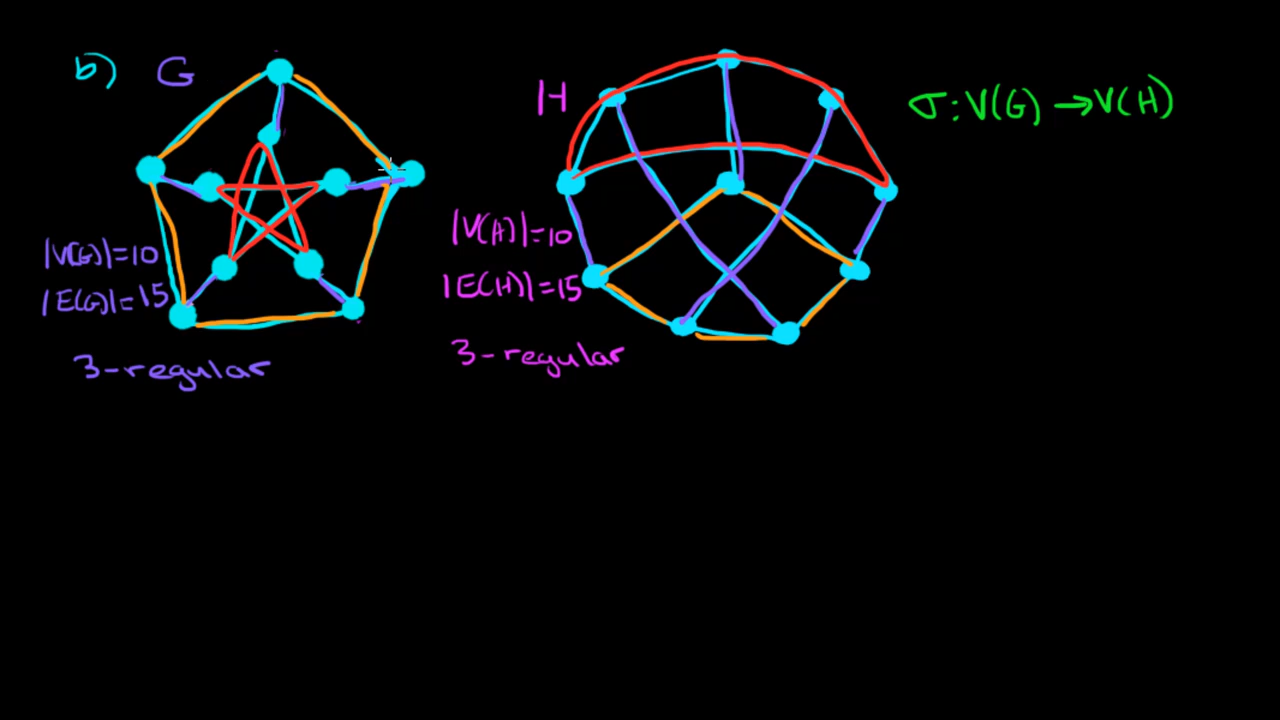 b) G
|V(G)|=10
|E(G)|=15
3-regular
H
|V(H)|=10
|E(H)|=15
3-regular
σ: V(G) → V(H)